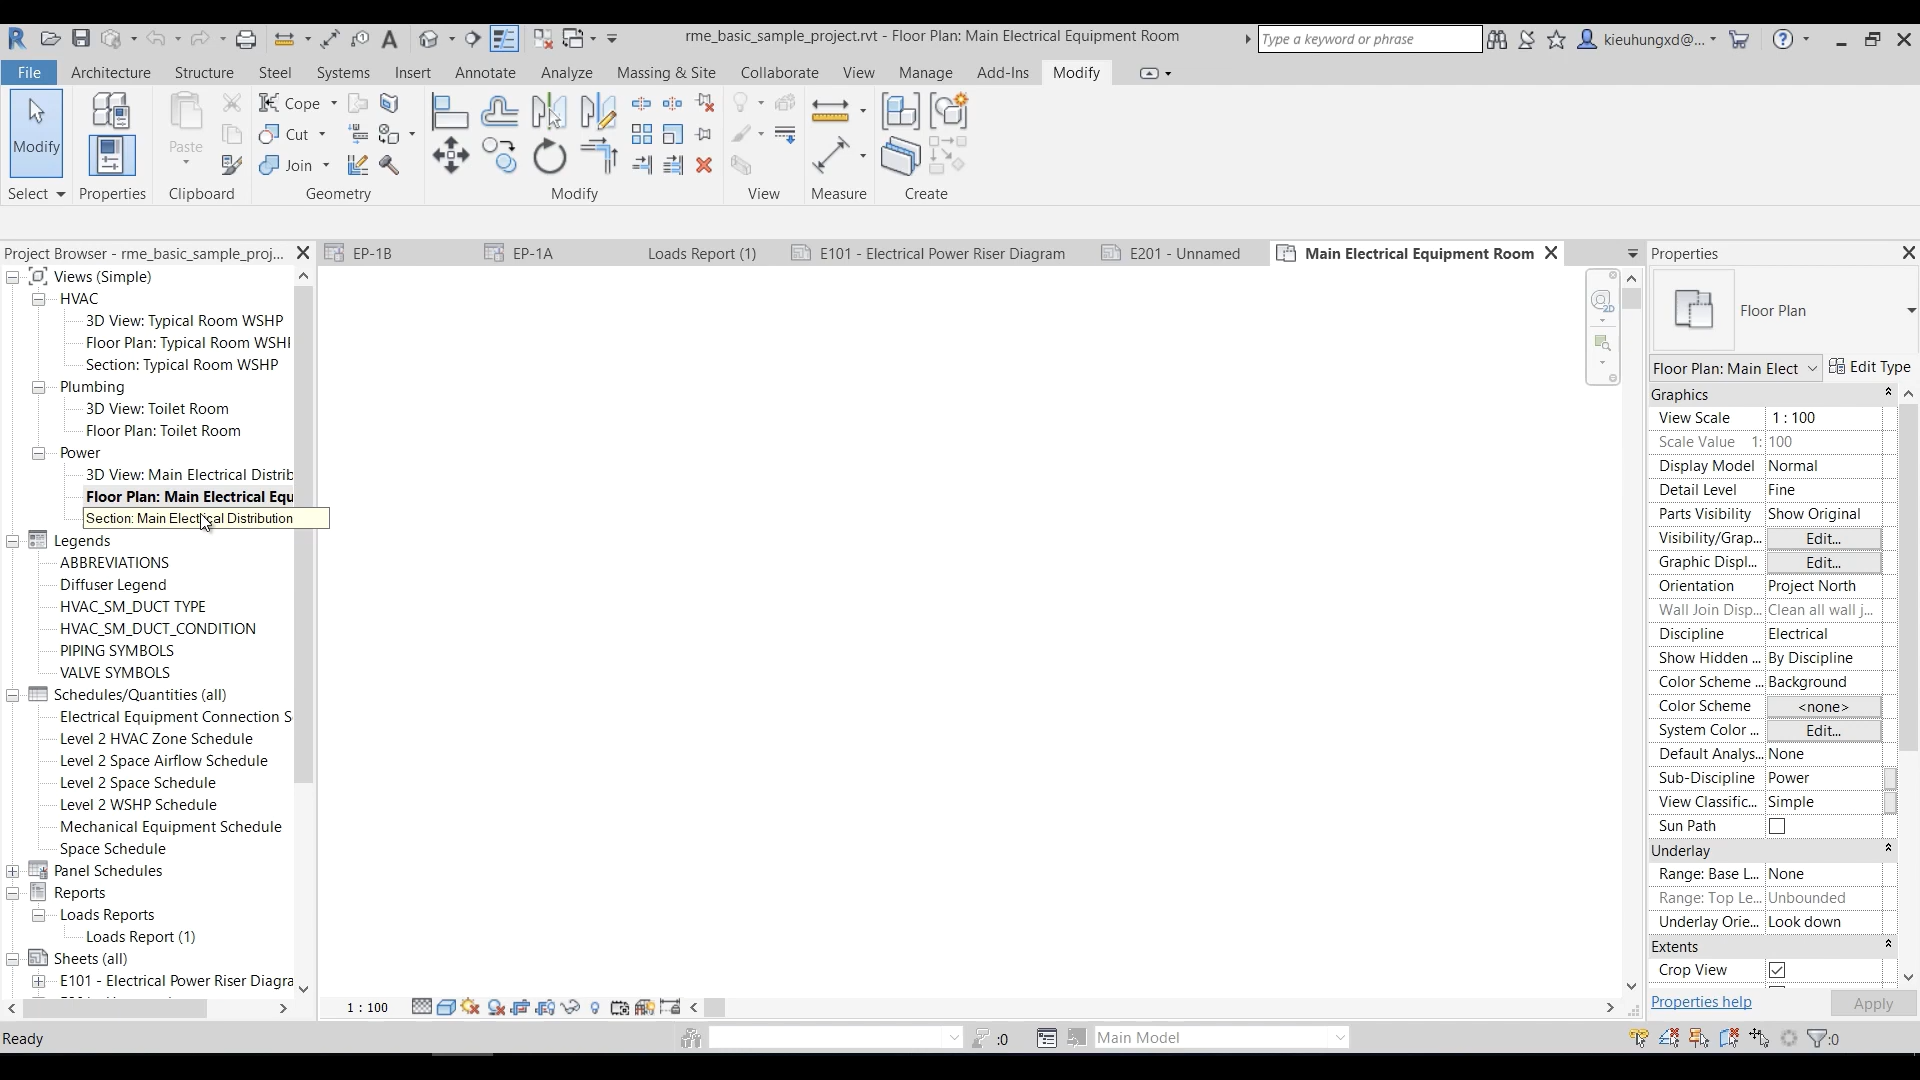 rme_basic_sample_project.rvt - Floor Plan: Main Electrical Equipment Room
Type a keyword or phrase
kieuhungxd@...
File
Architecture
Structure
Steel
Systems
Insert
Annotate
Analyze
Massing & Site
Collaborate
View
Manage
Add-Ins
Modify
Modify
Paste
Cope
Cut
Join
Select
Properties
Clipboard
Geometry
Modify
View
Measure
Create
Project Browser - rme_basic_sample_proj...
EP-1B
EP-1A
Loads Report (1)
E101 - Electrical Power Riser Diagram
E201 - Unnamed
Main Electrical Equipment Room
Properties
Views (Simple)
HVAC
3D View: Typical Room WSHP
Floor Plan: Typical Room WSHI
Section: Typical Room WSHP
Plumbing
3D View: Toilet Room
Floor Plan: Toilet Room
Power
3D View: Main Electrical Distrib
Floor Plan: Main Electrical Equ
Section: Main Electrical Distribution
Legends
ABBREVIATIONS
Diffuser Legend
HVAC_SM_DUCT TYPE
HVAC_SM_DUCT_CONDITION
PIPING SYMBOLS
VALVE SYMBOLS
Schedules/Quantities (all)
Electrical Equipment Connection S
Level 2 HVAC Zone Schedule
Level 2 Space Airflow Schedule
Level 2 Space Schedule
Level 2 WSHP Schedule
Mechanical Equipment Schedule
Space Schedule
Panel Schedules
Reports
Loads Reports
Loads Report (1)
Sheets (all)
E101 - Electrical Power Riser Diagra
2D
Floor Plan
Floor Plan: Main Elect
Edit Type
Graphics
View Scale 1 : 100
Scale Value 1: 100
Display Model Normal
Detail Level Fine
Parts Visibility Show Original
Visibility/Grap... Edit...
Graphic Displ... Edit...
Orientation Project North
Wall Join Disp... Clean all wall j...
Discipline Electrical
Show Hidden ... By Discipline
Color Scheme ... Background
Color Scheme <none>
System Color ... Edit...
Default Analys... None
Sub-Discipline Power
View Classific... Simple
Sun Path
Underlay
Range: Base L... None
Range: Top Le... Unbounded
Underlay Orie... Look down
Extents
Crop View
Properties help
Apply
1 : 100
Ready
:0
Main Model
:0